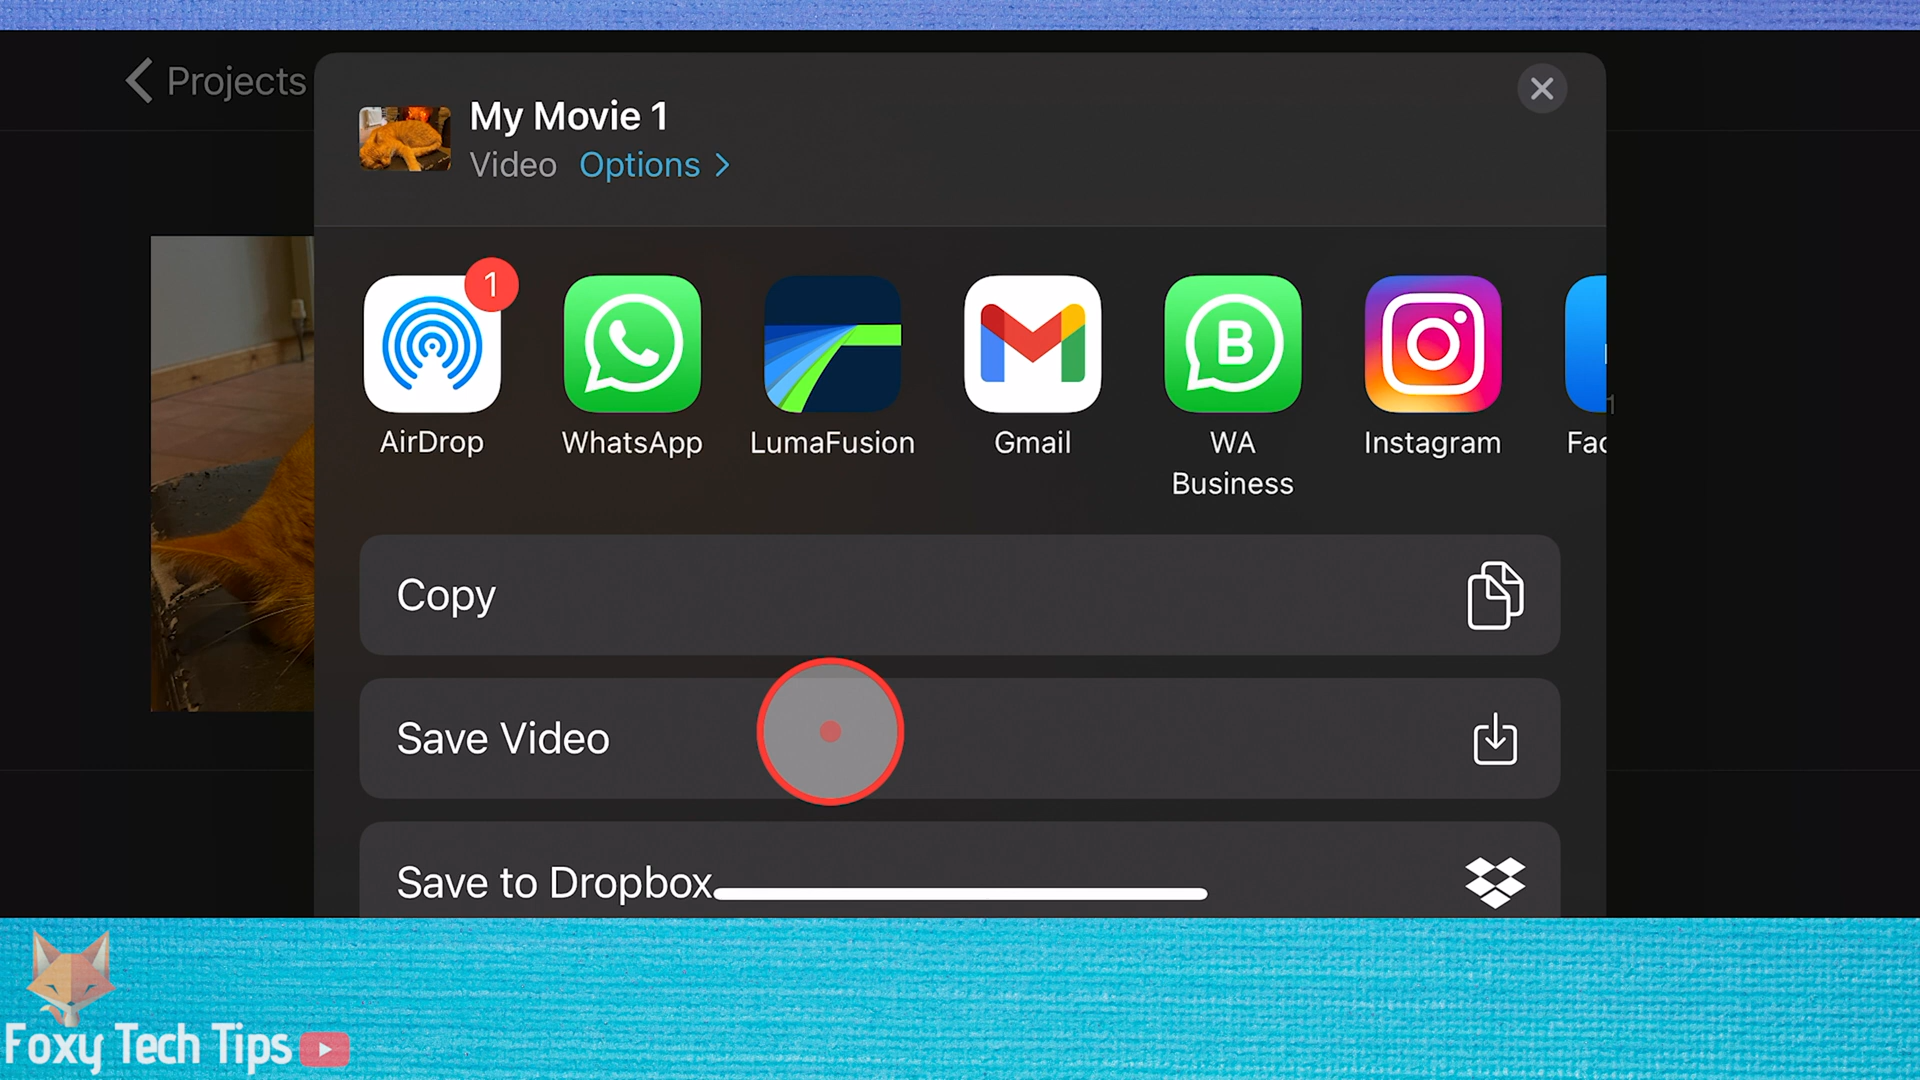 Projects
My Movie 1
Video Options
1
AirDrop
WhatsApp
LumaFusion
Gmail
B
WA
Business
Instagram
Fac
Copy
Save Video
Save to Dropbox
Foxy Tech Tips